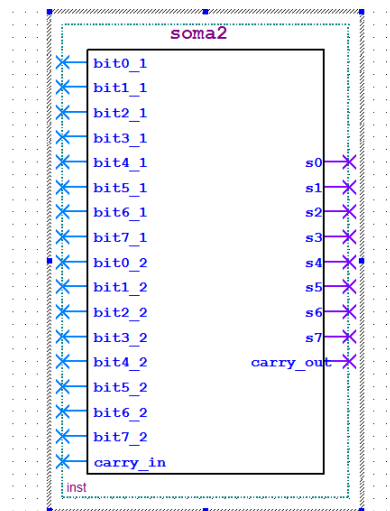 soma2
bit0_1
bit1_1
bit2_1
bit3_1
bit4_1 s0
bit5_1 s1
bit6_1 s2
bit7_1 s3
bit0_2 s4
bit1_2 s5
bit2_2 s6
bit3_2 s7
bit4_2 carry_out
bit5_2
bit6_2
bit7_2
carry_in
inst